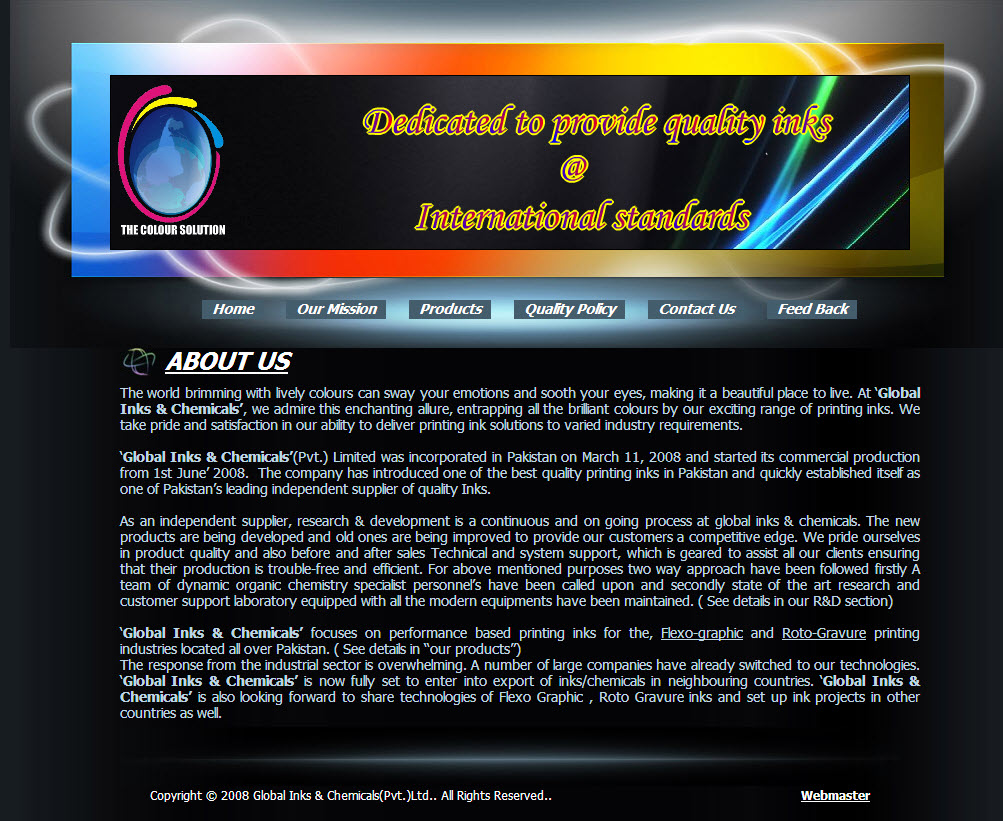 Dedicated to provide quality inks
@
International standards
THE COLOUR SOLUTION
Home Our Mission Products Quality Policy Contact Us Feed Back
ABOUT US
The world brimming with lively colours can sway your emotions and sooth your eyes, making it a beautiful place to live. At ‘Global
Inks & Chemicals’, we admire this enchanting allure, entrapping all the brilliant colours by our exciting range of printing inks. We
take pride and satisfaction in our ability to deliver printing ink solutions to varied industry requirements.
‘Global Inks & Chemicals’(Pvt.) Limited was incorporated in Pakistan on March 11, 2008 and started its commercial production
from 1st June’ 2008. The company has introduced one of the best quality printing inks in Pakistan and quickly established itself as
one of Pakistan’s leading independent supplier of quality Inks.
As an independent supplier, research & development is a continuous and on going process at global inks & chemicals. The new
products are being developed and old ones are being improved to provide our customers a competitive edge. We pride ourselves
in product quality and also before and after sales Technical and system support, which is geared to assist all our clients ensuring
that their production is trouble-free and efficient. For above mentioned purposes two way approach have been followed firstly A
team of dynamic organic chemistry specialist personnel’s have been called upon and secondly state of the art research and
customer support laboratory equipped with all the modern equipments have been maintained. ( See details in our R&D section)
‘Global Inks & Chemicals’ focuses on performance based printing inks for the, Flexo-graphic and Roto-Gravure printing
industries located all over Pakistan. ( See details in “our products”)
The response from the industrial sector is overwhelming. A number of large companies have already switched to our technologies.
‘Global Inks & Chemicals’ is now fully set to enter into export of inks/chemicals in neighbouring countries. ‘Global Inks &
Chemicals’ is also looking forward to share technologies of Flexo Graphic , Roto Gravure inks and set up ink projects in other
countries as well.
Copyright © 2008 Global Inks & Chemicals(Pvt.)Ltd.. All Rights Reserved.. Webmaster